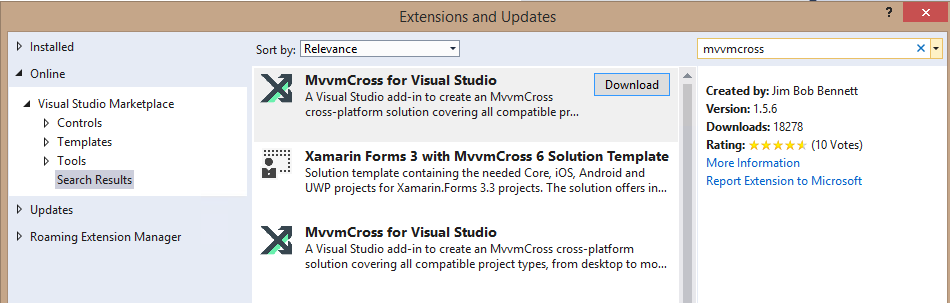 Extensions and Updates
?
Installed
Online
Visual Studio Marketplace
Controls
Templates
Tools
Search Results
Updates
Roaming Extension Manager
Sort by: Relevance
MvvmCross for Visual Studio
Download
A Visual Studio add-in to create an MvvmCross
cross-platform solution covering all compatible pr...
Xamarin Forms 3 with MvvmCross 6 Solution Template
Solution template containing the needed Core, iOS, Android and
UWP projects for Xamarin.Forms 3.3 projects. The solution offers in...
MvvmCross for Visual Studio
A Visual Studio add-in to create an MvvmCross cross-platform
solution covering all compatible project types, from desktop to mo...
mvvmcross
Created by: Jim Bob Bennett
Version: 1.5.6
Downloads: 18278
Rating: (10 Votes)
More Information
Report Extension to Microsoft